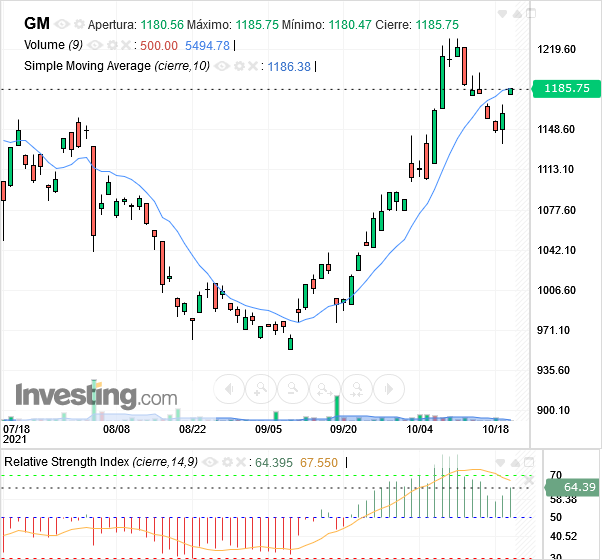 GM Apertura: 1180.56 Máximo: 1185.75 Mínimo: 1180.47 Cierre: 1185.75
Volume (9) : 500.00 5494.78 |
Simple Moving Average (cierre,10) : 1186.38 |
1219.60
1185.75
1148.60
1113.10
1077.60
1042.10
1006.60
971.10
935.60
900.10
Investing.com
07/18 08/08 08/22 09/05 09/20 10/04 10/18
2021
Relative Strength Index (cierre,14,9) : 64.395 67.550 |
70
64.39
58.38
50
40.52
30